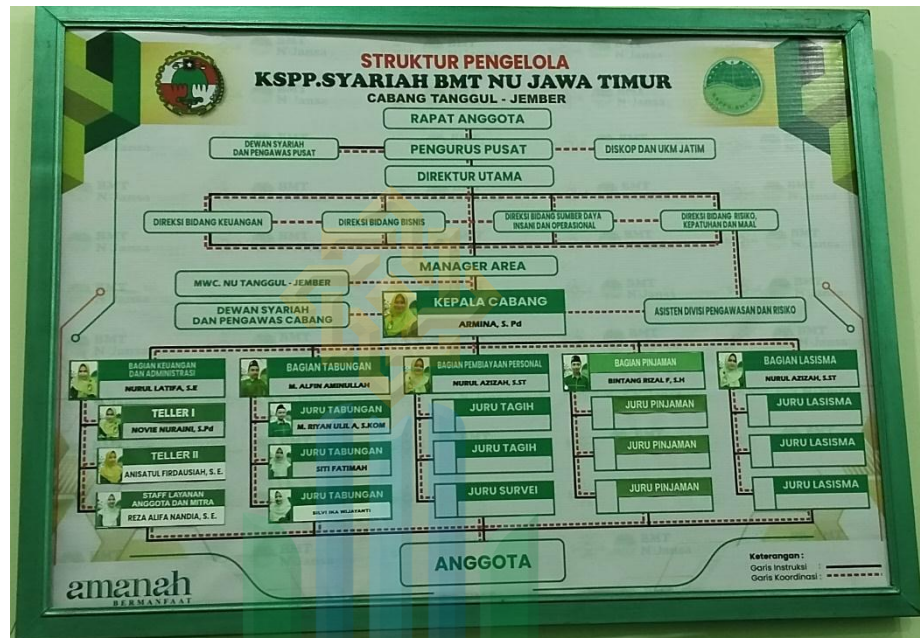 STRUKTUR PENGELOLA
KSPP.SYARIAH BMT NU JAWA TIMUR
CABANG TANGGUL - JEMBER
RAPAT ANGGOTA
DEWAN SYARIAH
DAN PENGAWAS PUSAT
PENGURUS PUSAT
DISKOP DAN UKM JATIM
DIREKTUR UTAMA
DIREKSI BIDANG KEUANGAN
DIREKSI BIDANG BISNIS
DIREKSI BIDANG SUMBER DAYA
INSANI DAN OPERASIONAL
DIREKSI BIDANG RISIKO,
KEPATUHAN DAN MAAL
MANAGER AREA
MWC. NU TANGGUL - JEMBER
KEPALA CABANG
ARMINA, S. Pd
DEWAN SYARIAH
DAN PENGAWAS CABANG
ASISTEN DIVISI PENGAWASAN DAN RISIKO
BAGIAN KEUANGAN
DAN ADMINISTRASI
NURUL LATIFA, S.E
BAGIAN TABUNGAN
M. ALFIN AMINULLAH
BAGIAN PEMBIAYAAN PERSONAL
NURUL AZIZAH, S.ST
BAGIAN PINJAMAN
BINTANG RIZAL F, S.H
BAGIAN LASISMA
NURUL AZIZAH, S.ST
TELLER I
NOVIE NURAINI, S.Pd
JURU TABUNGAN
M. RIYAN ULIL A, S.KOM
JURU TAGIH
JURU PINJAMAN
JURU LASISMA
TELLER II
ANISATUL FIRDAUSIAH, S. E.
JURU TABUNGAN
SITI FATIMAH
JURU TAGIH
JURU PINJAMAN
JURU LASISMA
STAFF LAYANAN
ANGGOTA DAN MITRA
REZA ALIFA NANDIA, S. E.
JURU TABUNGAN
SILVI IKA WIJAYANTI
JURU SURVEI
JURU PINJAMAN
JURU LASISMA
ANGGOTA
amanah
BERMANFAAT
Keterangan :
Garis Instruksi :
Garis Koordinasi :